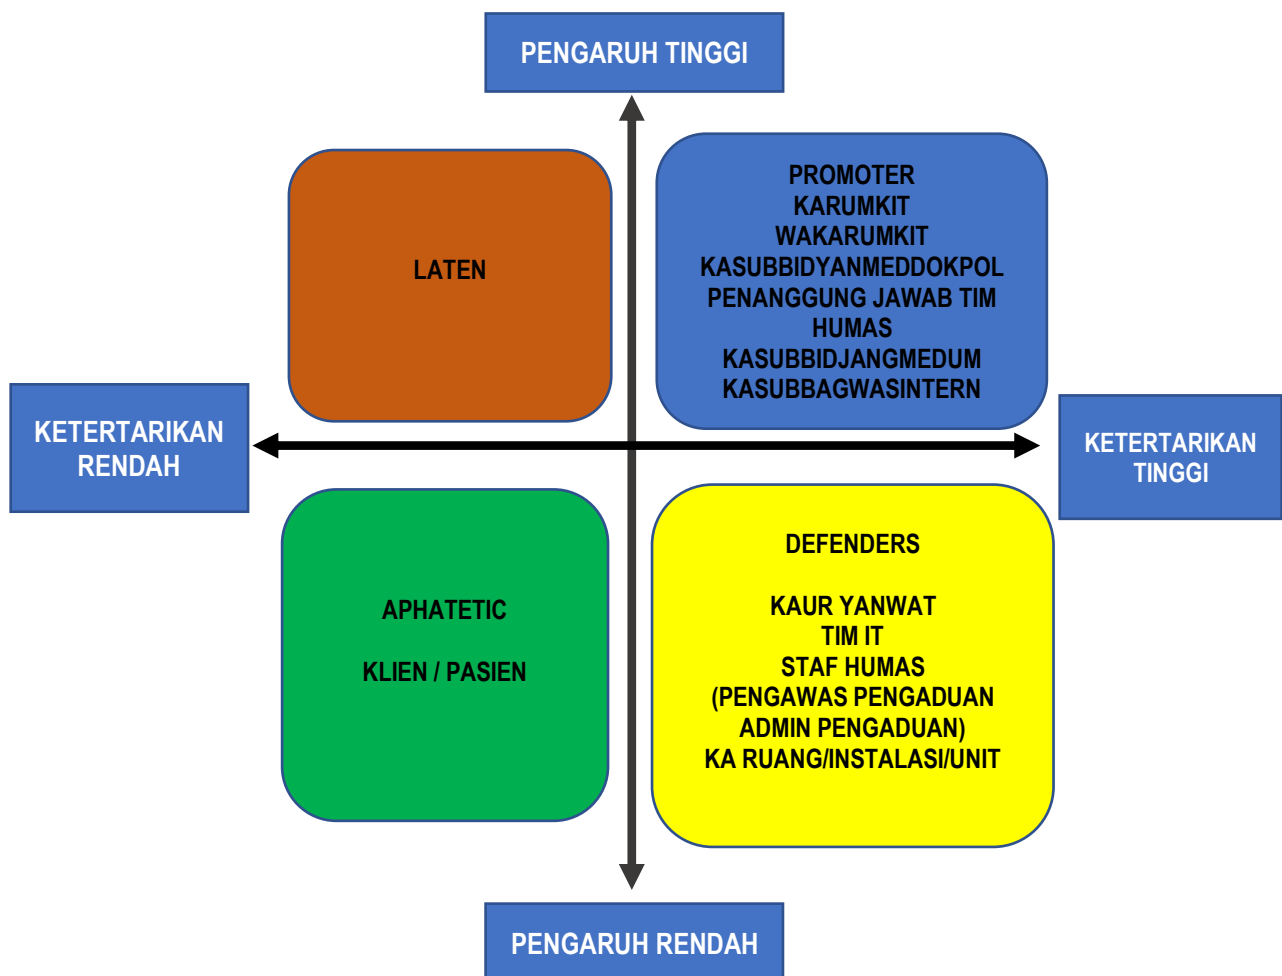 PENGARUH TINGGI
LATEN
PROMOTER
KARUMKIT
WAKARUMKIT
KASUBBIDYANMEDDOKPOL
PENANGGUNG JAWAB TIM
HUMAS
KASUBBIDJANGMEDUM
KASUBBAGWASINTERN
KETERTARIKAN
RENDAH
KETERTARIKAN
TINGGI
APHATETIC
KLIEN / PASIEN
DEFENDERS
KAUR YANWAT
TIM IT
STAF HUMAS
(PENGAWAS PENGADUAN
ADMIN PENGADUAN)
KA RUANG/INSTALASI/UNIT
PENGARUH RENDAH